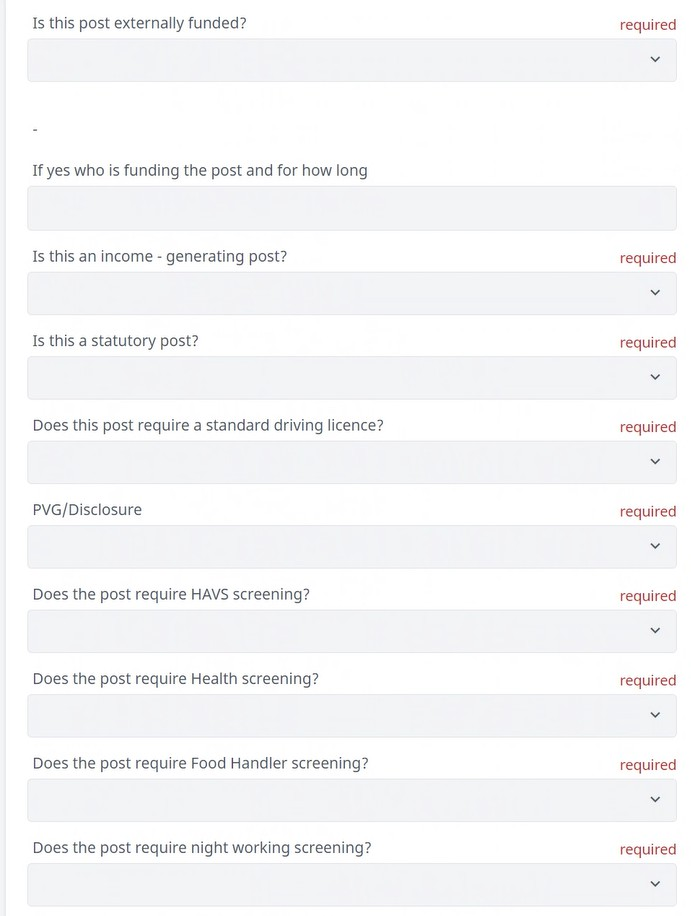 Is this post externally funded? required
-
If yes who is funding the post and for how long
Is this an income - generating post? required
Is this a statutory post? required
Does this post require a standard driving licence? required
PVG/Disclosure required
Does the post require HAVS screening? required
Does the post require Health screening? required
Does the post require Food Handler screening? required
Does the post require night working screening? required